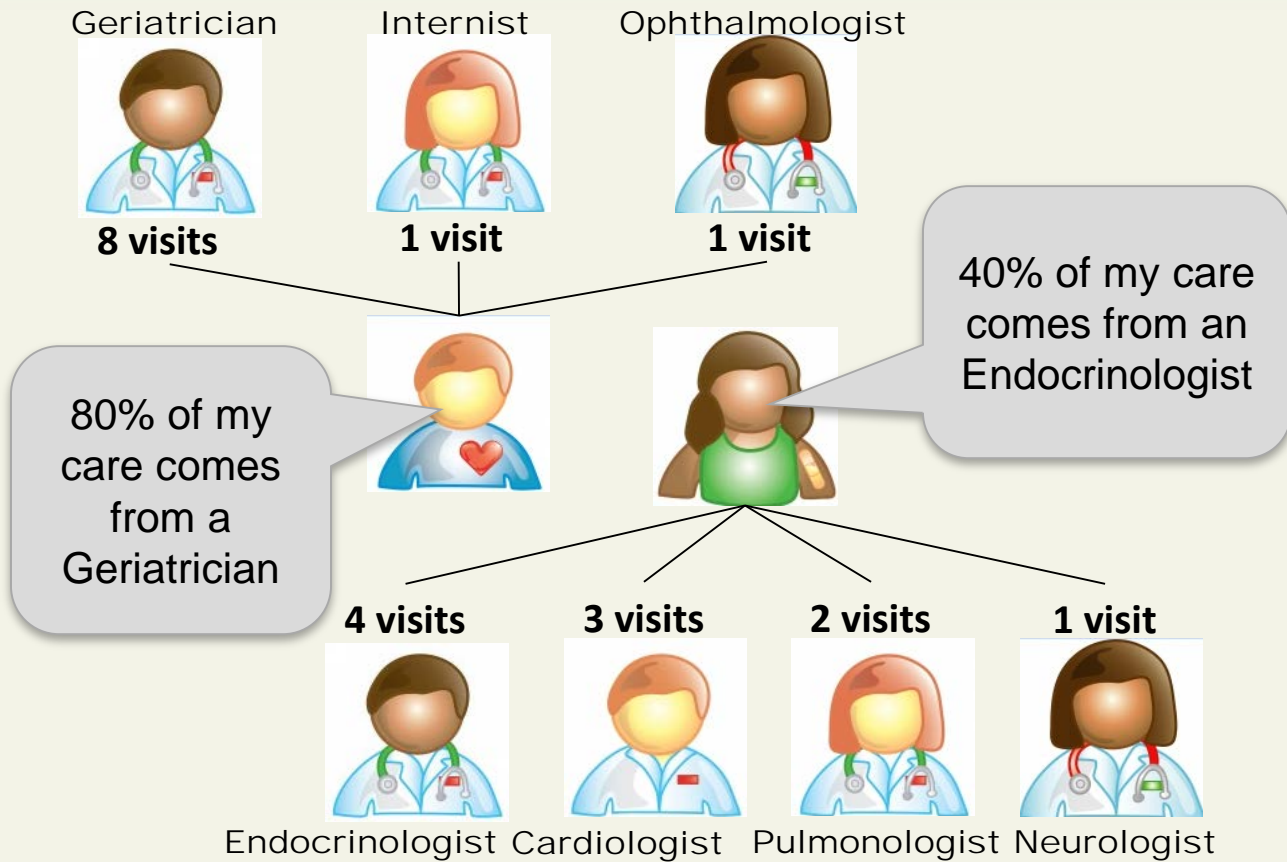 Geriatrician Internist Ophthalmologist
8 visits 1 visit 1 visit
40% of my care
comes from an
Endocrinologist
80% of my
care comes
from a
Geriatrician
4 visits 3 visits 2 visits 1 visit
Endocrinologist Cardiologist Pulmonologist Neurologist